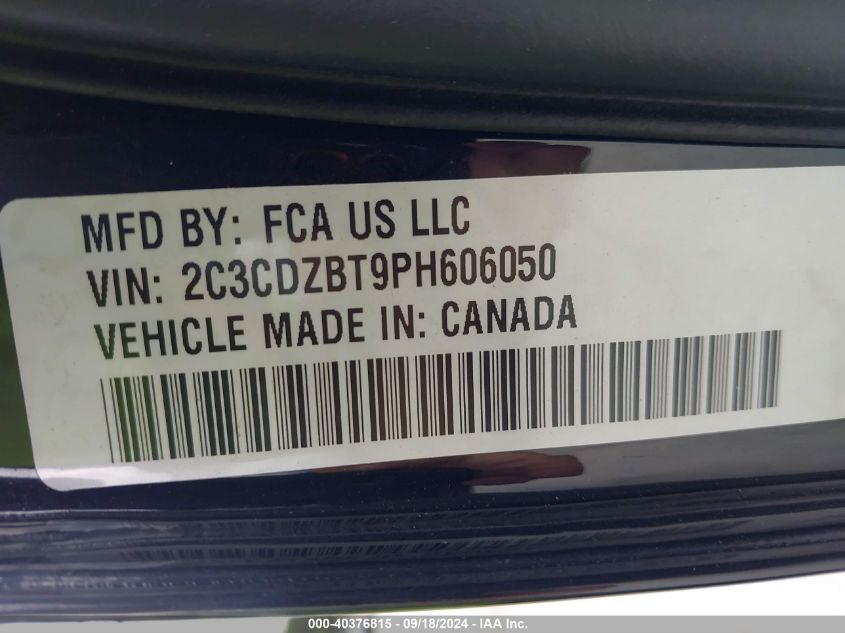 MFD BY: FCA US LLC
VIN: 2C3CDZBT9PH606050
VEHICLE MADE IN: CANADA
000-40376815 - 09/18/2024 - IAA Inc.